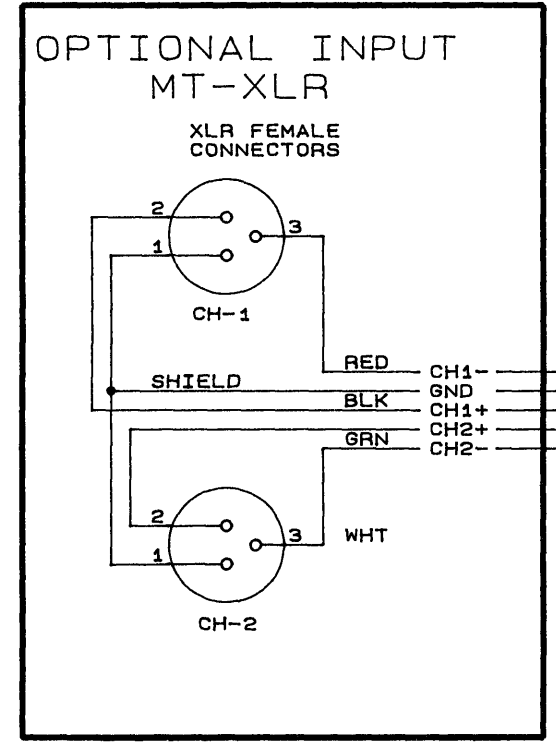 OPTIONAL INPUT
MT-XLR
XLR FEMALE
CONNECTORS
2
1
3
CH-1
RED
CH1-
SHIELD
GND
BLK
CH1+
CH2+
GRN
CH2-
2
1
3
WHT
CH-2